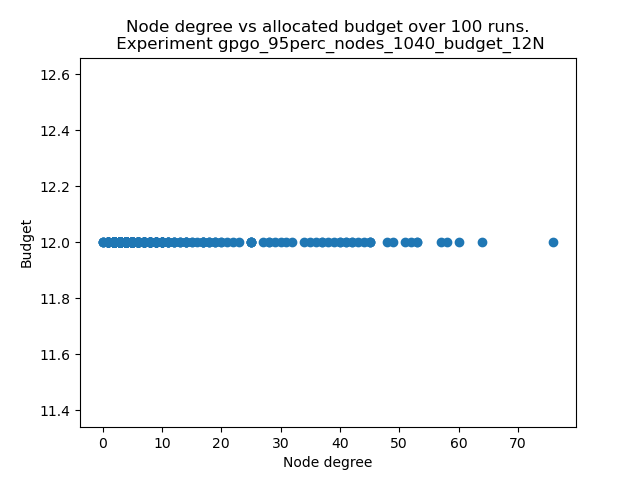 Node degree vs allocated budget over 100 runs.
Experiment gpgo_95perc_nodes_1040_budget_12N
12.6
12.4
12.2
12.0
11.8
11.6
11.4
Budget
0 10 20 30 40 50 60 70
Node degree